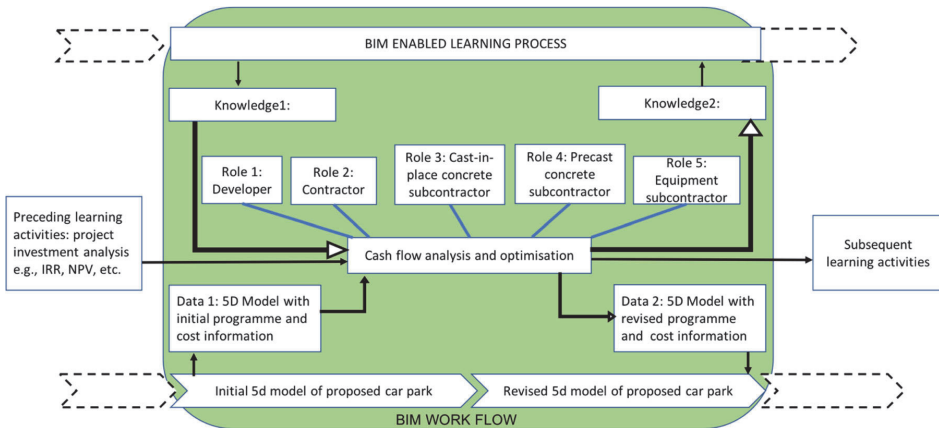 BIM ENABLED LEARNING PROCESS
Knowledge1:
Knowledge2:
Role 1:
Developer
Role 2:
Contractor
Role 3: Cast-in-
place concrete
subcontractor
Role 4: Precast
concrete
subcontractor
Role 5:
Equipment
subcontractor
Preceding learning
activities: project
investment analysis
e.g., IRR, NPV, etc.
Cash flow analysis and optimisation
Subsequent
learning activities
Data 1: 5D Model with
initial programme and
cost information
Data 2: 5D Model with
revised programme
and cost information
Initial 5d model of proposed car park
Revised 5d model of proposed car park
BIM WORK FLOW